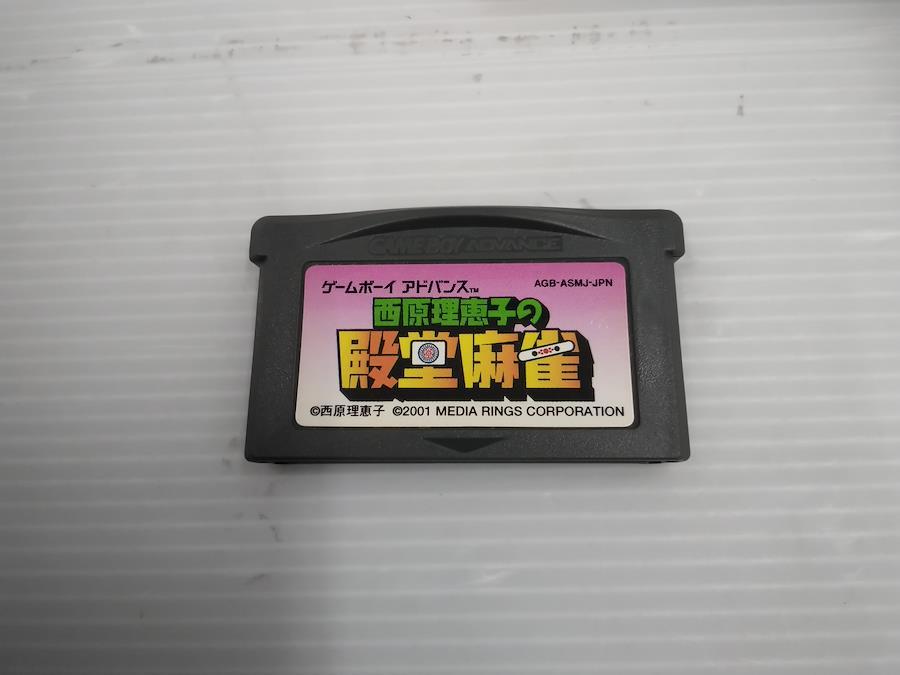 GAME BOY ADVANCE
ゲームボーイ アドバンス™
AGB-ASMJ-JPN
西原理恵子の
殿堂麻雀
©西原理恵子 ©2001 MEDIA RINGS CORPORATION